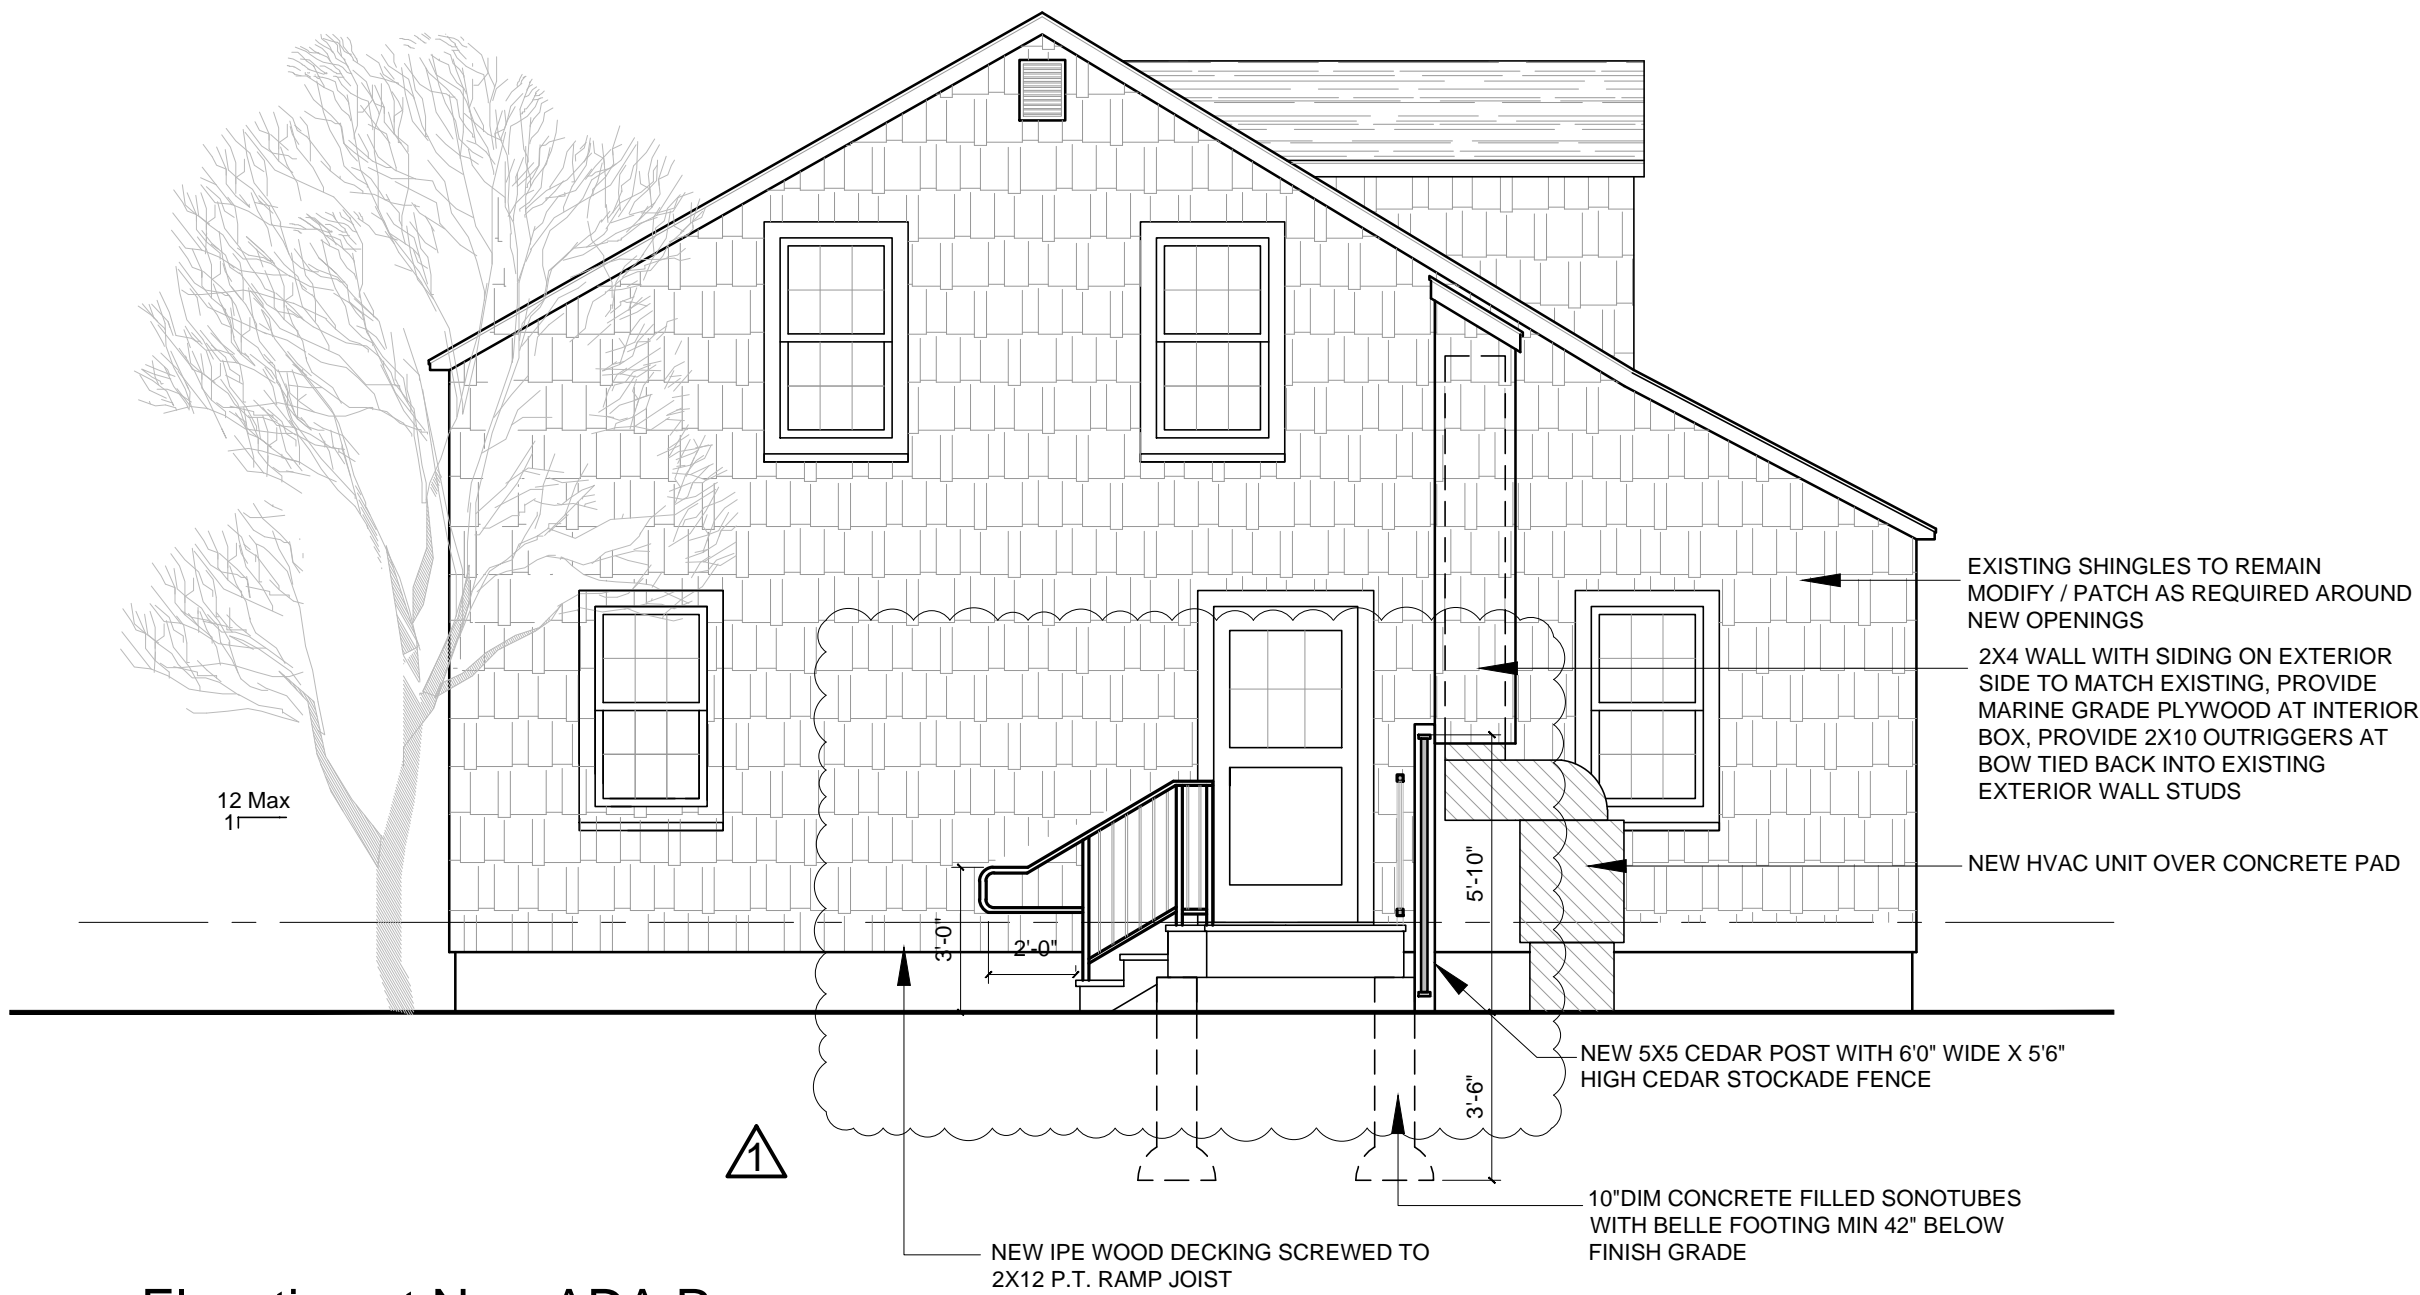 EXISTING SHINGLES TO REMAIN
MODIFY / PATCH AS REQUIRED AROUND
NEW OPENINGS
2X4 WALL WITH SIDING ON EXTERIOR
SIDE TO MATCH EXISTING, PROVIDE
MARINE GRADE PLYWOOD AT INTERIOR
BOX, PROVIDE 2X10 OUTRIGGERS AT
BOW TIED BACK INTO EXISTING
EXTERIOR WALL STUDS
12 Max
1
NEW HVAC UNIT OVER CONCRETE PAD
5'-10"
3'-0"
2'-0"
NEW 5X5 CEDAR POST WITH 6'0" WIDE X 5'6"
HIGH CEDAR STOCKADE FENCE
3'-6"
1
10"DIM CONCRETE FILLED SONOTUBES
WITH BELLE FOOTING MIN 42" BELOW
FINISH GRADE
NEW IPE WOOD DECKING SCREWED TO
2X12 P.T. RAMP JOIST